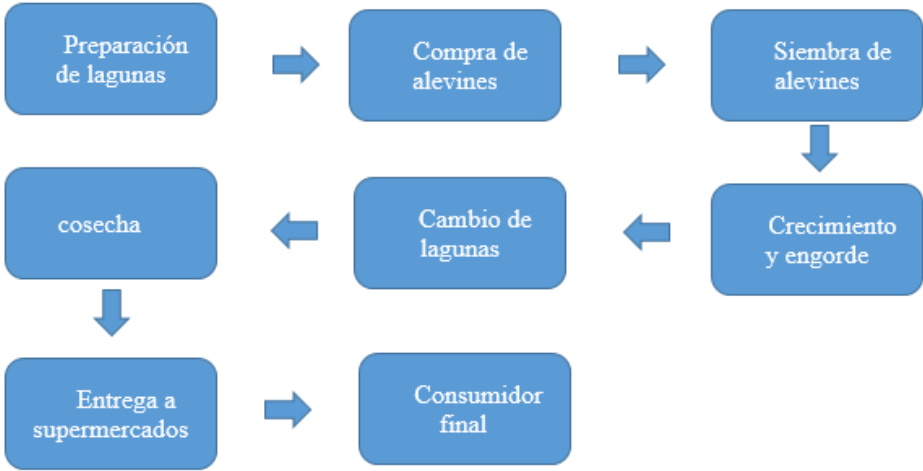 Preparación
de lagunas
Compra de
alevines
Siembra de
alevines
Crecimiento
y engorde
Cambio de
lagunas
cosecha
Entrega a
supermercados
Consumidor
final